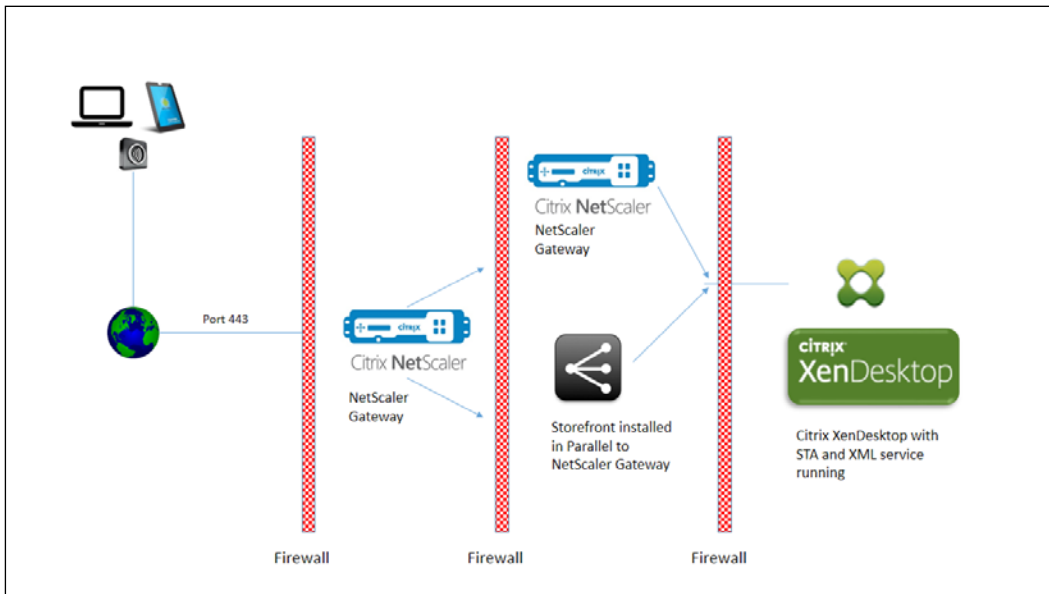 Port 443
citrix
Citrix NetScaler
NetScaler
Gateway
citrix
Citrix NetScaler
NetScaler
Gateway
Storefront installed
in Parallel to
NetScaler Gateway
CITRIX
XenDesktop
Citrix XenDesktop with
STA and XML service
running
Firewall
Firewall
Firewall